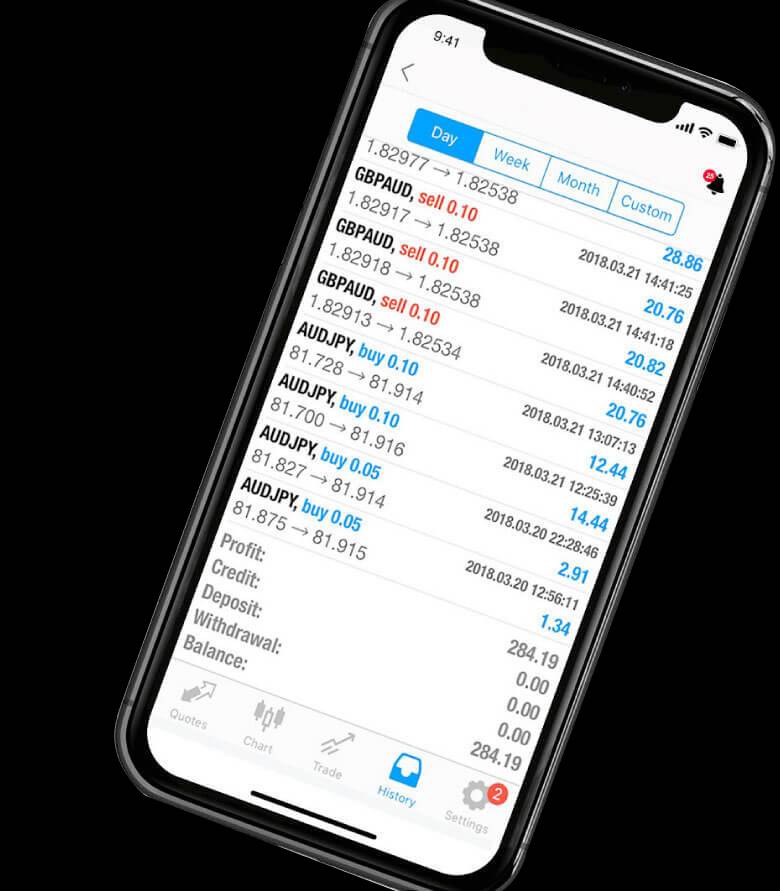 9:41
Day Week Month Custom
25
1.82977 → 1.82538 28.86
GBPAUD, sell 0.10 2018.03.21 14:41:25
1.82917 → 1.82538 20.76
GBPAUD, sell 0.10 2018.03.21 14:41:18
1.82918 → 1.82538 20.82
GBPAUD, sell 0.10 2018.03.21 14:40:52
1.82913 → 1.82534 20.76
AUDJPY, buy 0.10 2018.03.21 13:07:13
81.728 → 81.914 12.44
AUDJPY, buy 0.10 2018.03.21 12:25:39
81.700 → 81.916 14.44
AUDJPY, buy 0.05 2018.03.20 22:28:46
81.827 → 81.914 2.91
AUDJPY, buy 0.05 2018.03.20 12:56:11
81.875 → 81.915 1.34
Profit: 284.19
Credit: 0.00
Deposit: 0.00
Withdrawal: 0.00
Balance: 284.19
Quotes Chart Trade History Settings 2